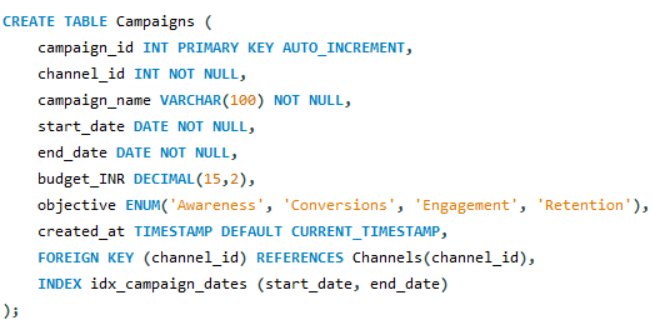 CREATE TABLE Campaigns (
    campaign_id INT PRIMARY KEY AUTO_INCREMENT,
    channel_id INT NOT NULL,
    campaign_name VARCHAR(100) NOT NULL,
    start_date DATE NOT NULL,
    end_date DATE NOT NULL,
    budget_INR DECIMAL(15,2),
    objective ENUM('Awareness', 'Conversions', 'Engagement', 'Retention'),
    created_at TIMESTAMP DEFAULT CURRENT_TIMESTAMP,
    FOREIGN KEY (channel_id) REFERENCES Channels(channel_id),
    INDEX idx_campaign_dates (start_date, end_date)
);